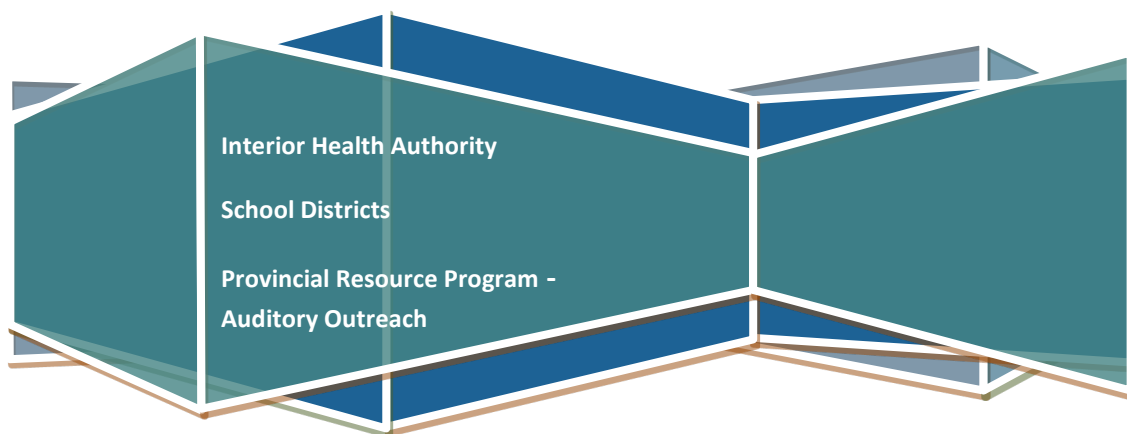 Interior Health Authority
School Districts
Provincial Resource Program -
Auditory Outreach